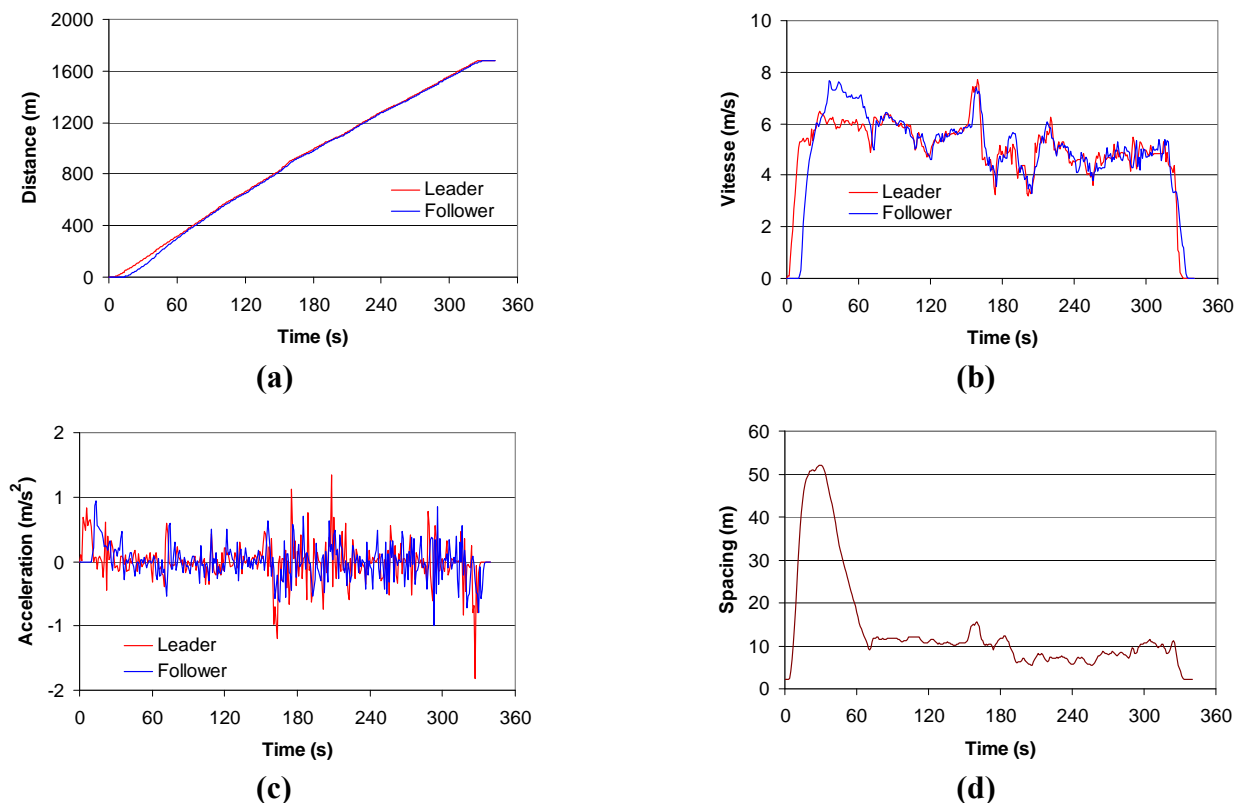 2000
1600
1200
800
400
0
Distance (m)
Leader
Follower
0 60 120 180 240 300 360
Time (s)
(a)
10
8
6
4
2
0
Vitesse (m/s)
Leader
Follower
0 60 120 180 240 300 360
Time (s)
(b)
2
1
0
-1
-2
Acceleration (m/s²)
Leader
Follower
0 60 120 180 240 300 360
Time (s)
(c)
60
50
40
30
20
10
0
Spacing (m)
0 60 120 180 240 300 360
Time (s)
(d)